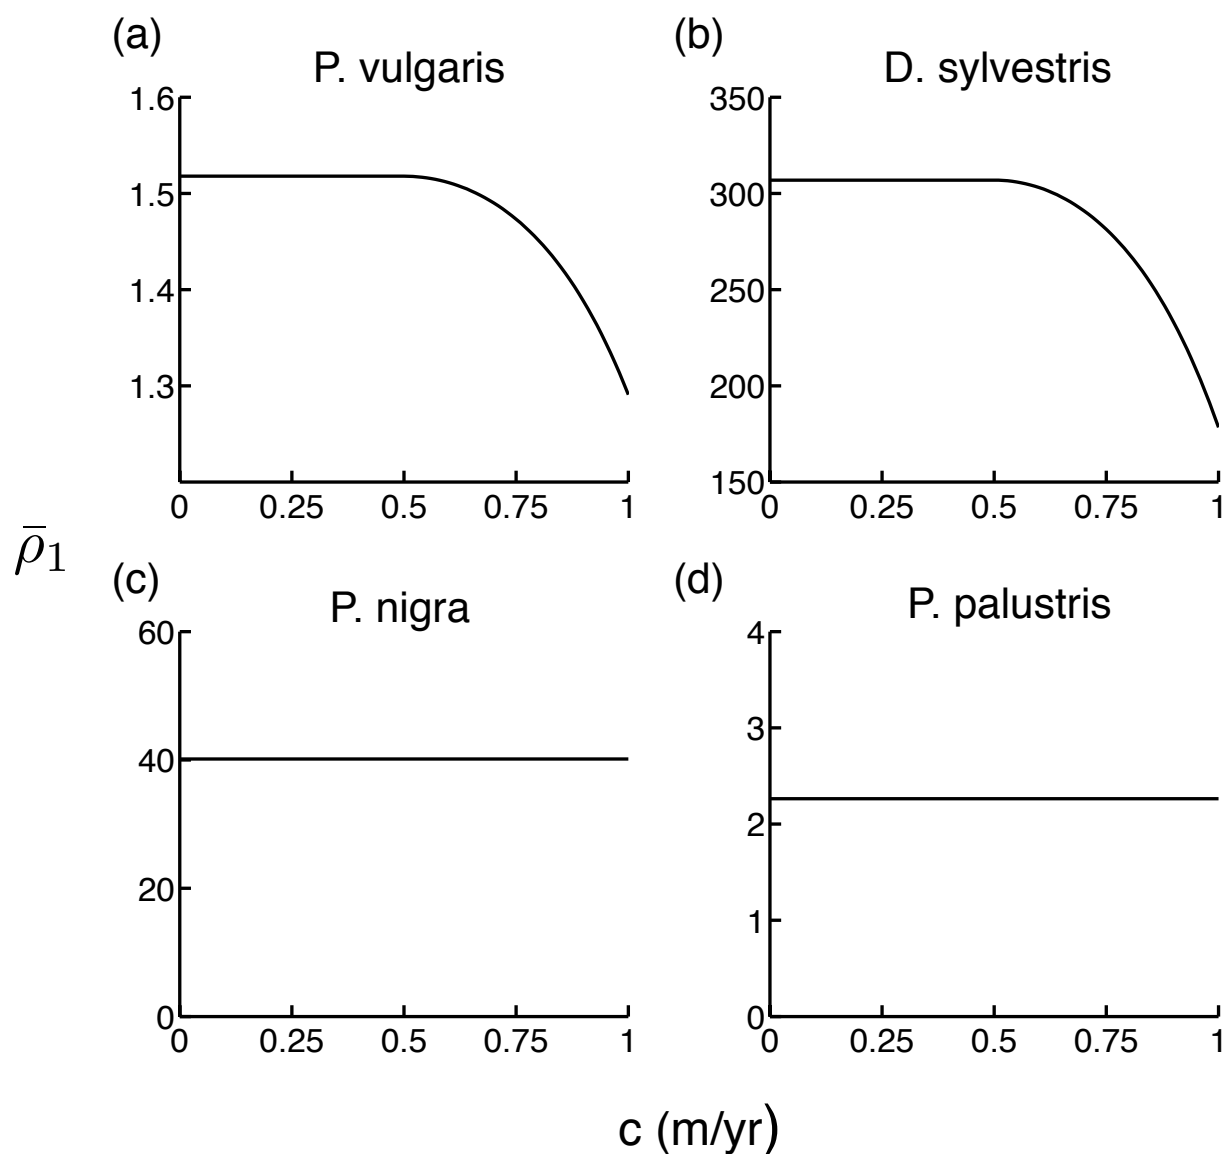 (a)
P. vulgaris
1.6
1.5
1.4
1.3
0 0.25 0.5 0.75 1
(b)
D. sylvestris
350
300
250
200
150
0 0.25 0.5 0.75 1
ρ̄₁
(c)
P. nigra
60
40
20
0
0 0.25 0.5 0.75 1
(d)
P. palustris
4
3
2
1
0
0 0.25 0.5 0.75 1
c (m/yr)